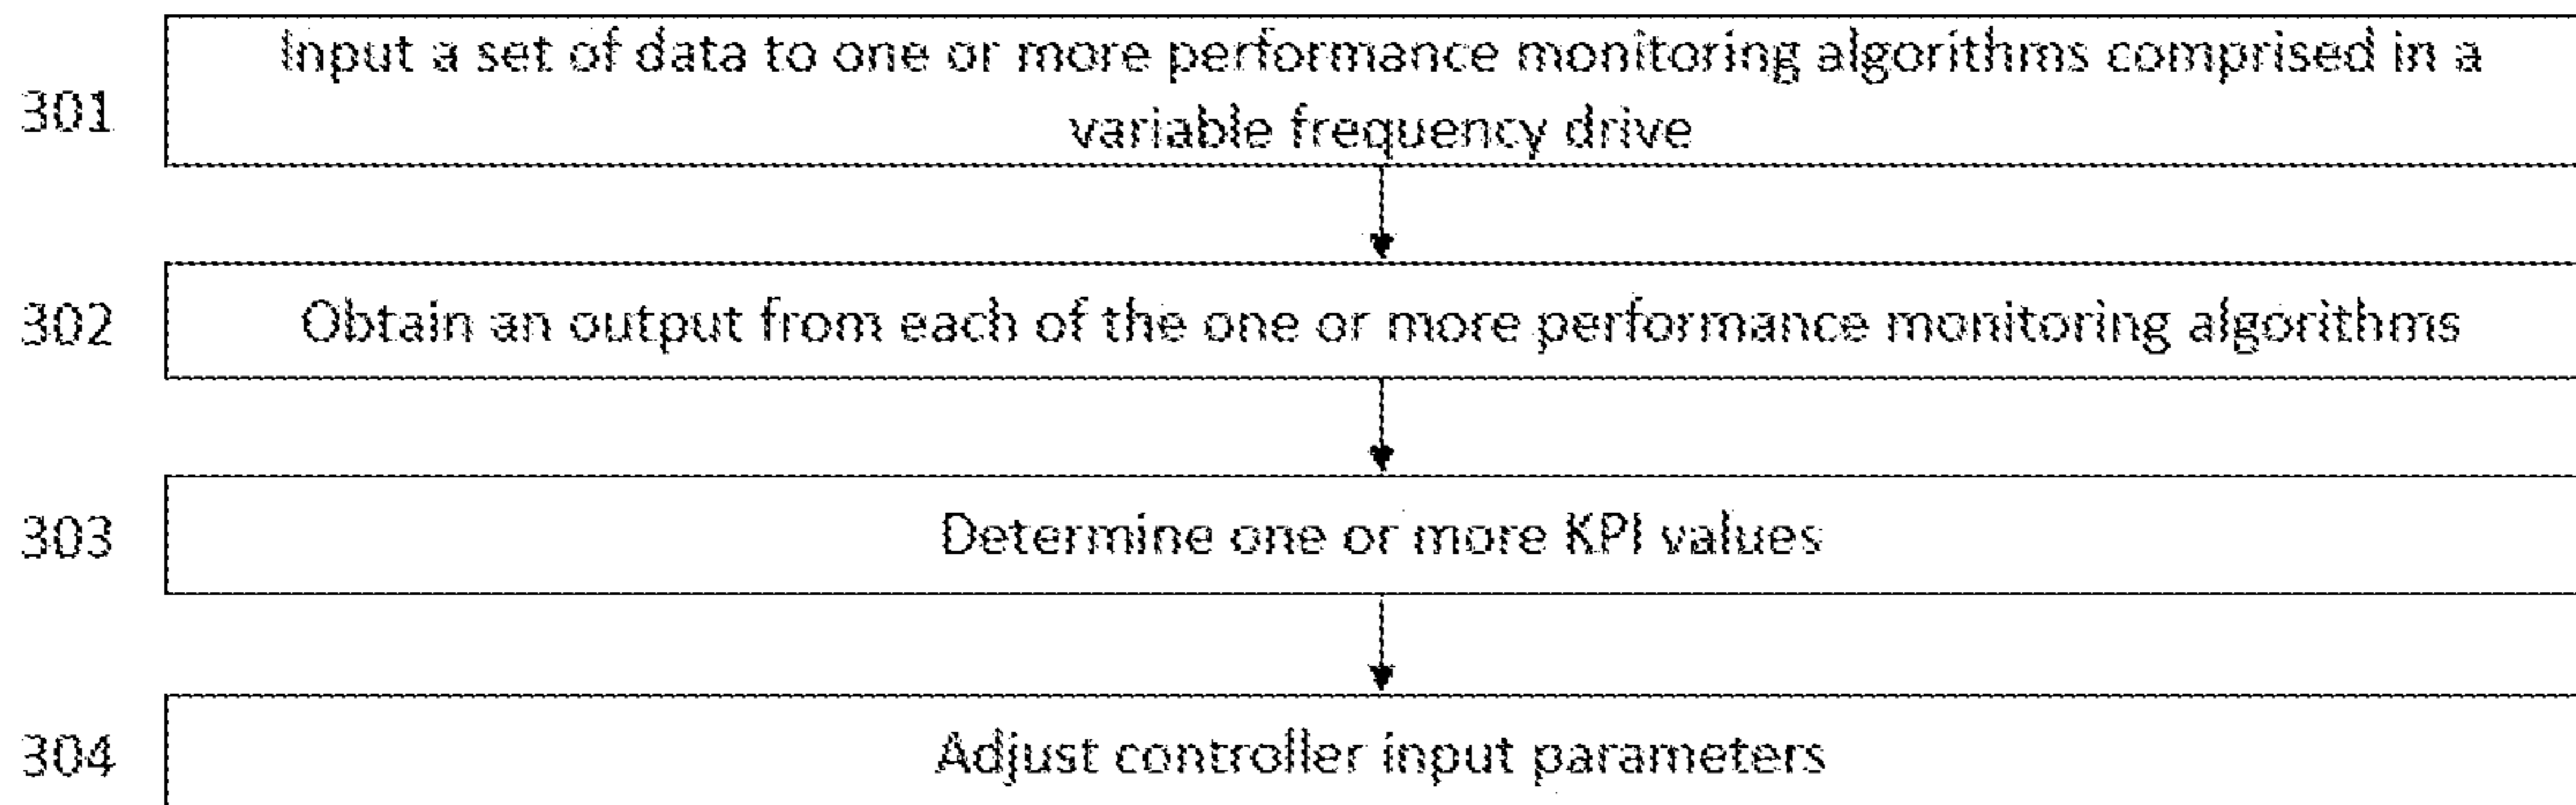 301
Input a set of data to one or more performance monitoring algorithms comprised in a
variable frequency drive
302
Obtain an output from each of the one or more performance monitoring algorithms
303
Determine one or more KPI values
304
Adjust controller input parameters